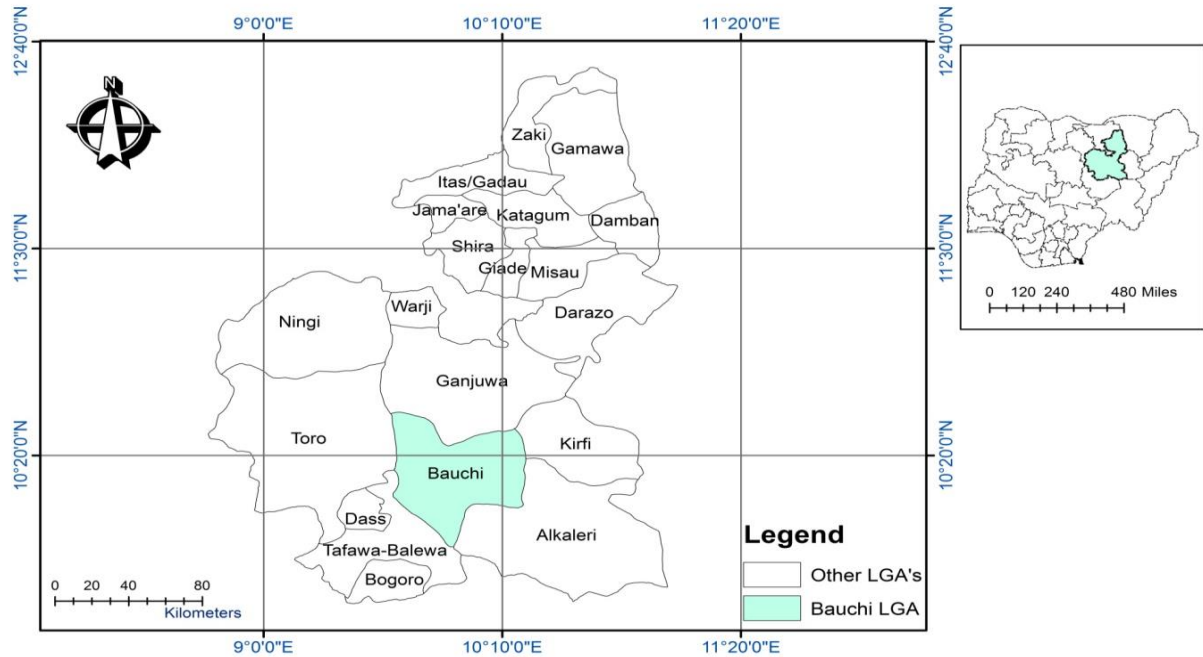 9°0'0"E 10°10'0"E 11°20'0"E
12°40'0"N
12°40'0"N
N
Zaki
Gamawa
Itas/Gadau
Jama'are
Katagum
Damban
Shira
11°30'0"N
11°30'0"N
Giade
Misau
Warji
Darazo
Ningi
Ganjuwa
Toro
Kirfi
10°20'0"N
10°20'0"N
Bauchi
Dass
Alkaleri
Tafawa-Balewa
Bogoro
0 20 40 80
Kilometers
Legend
Other LGA's
Bauchi LGA
9°0'0"E 10°10'0"E 11°20'0"E
0 120 240 480 Miles